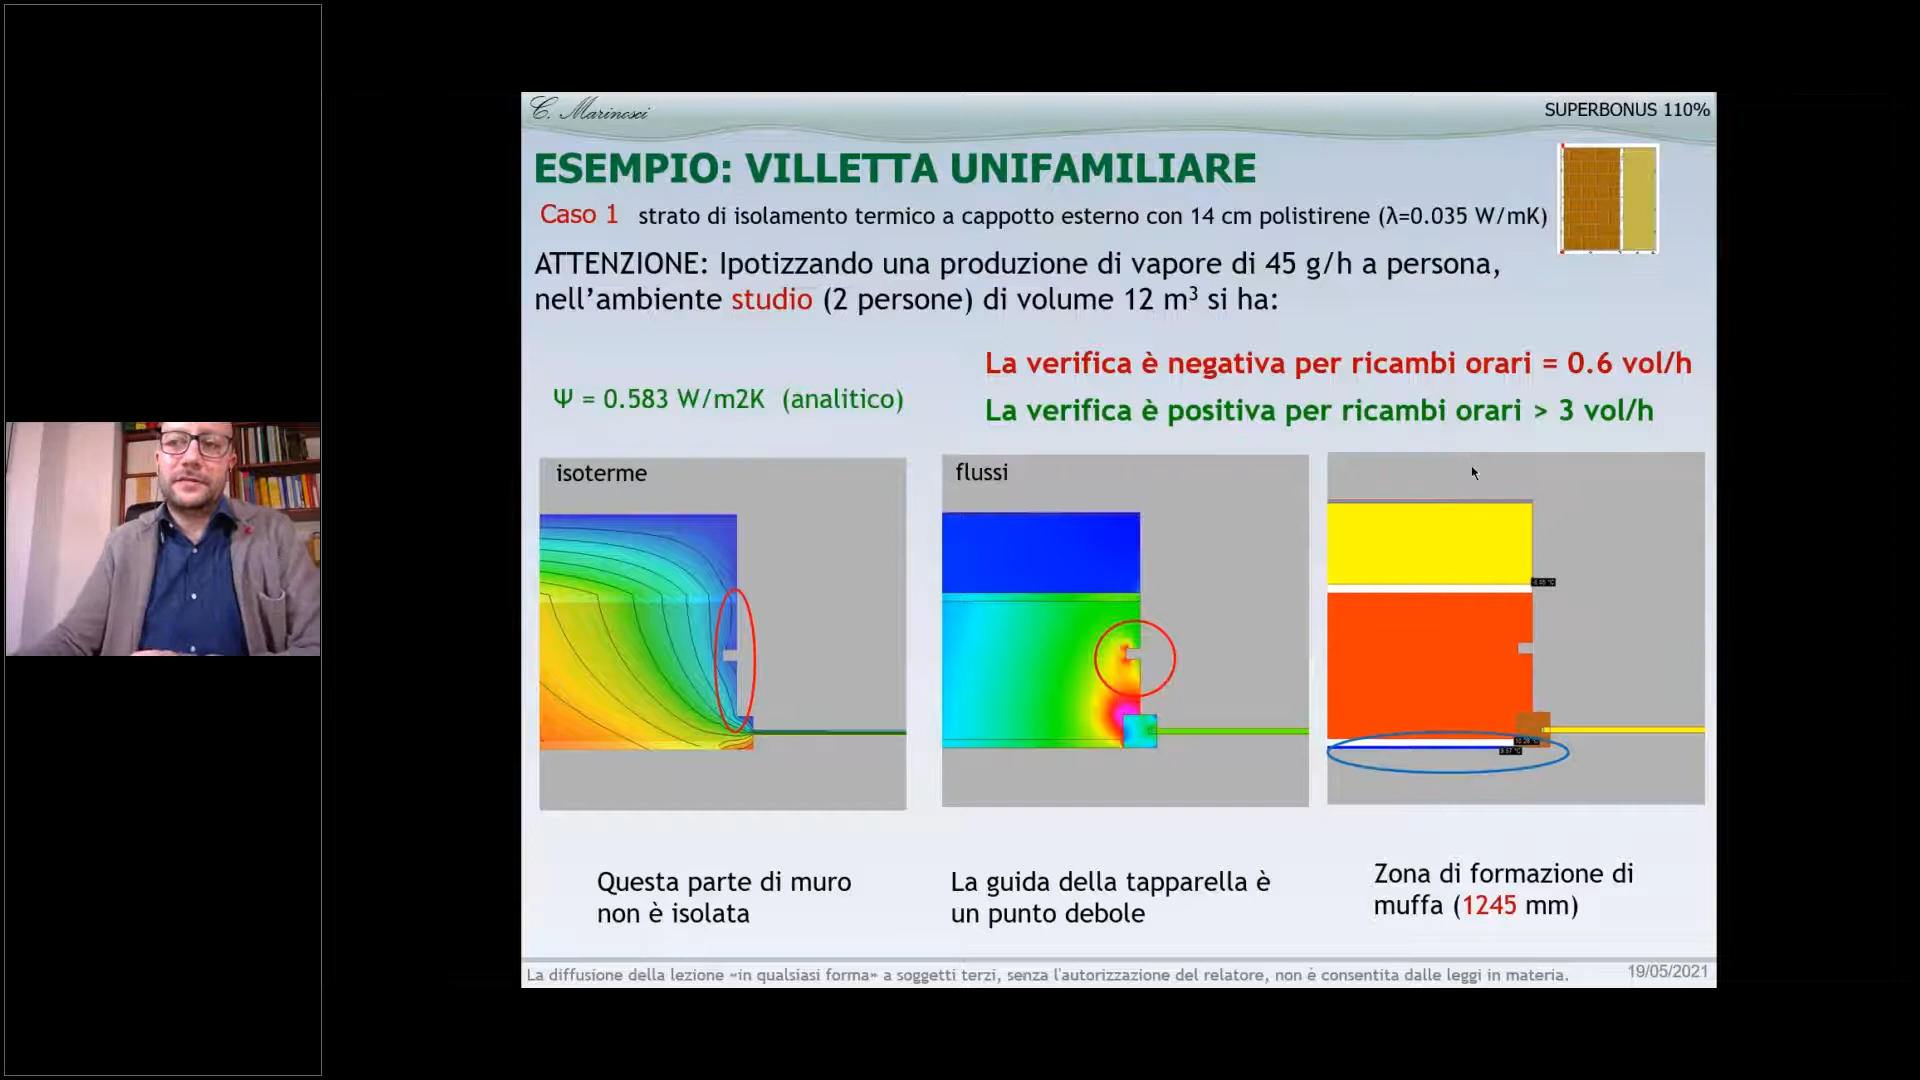 C. Marinosci
SUPERBONUS 110%
ESEMPIO: VILLETTA UNIFAMILIARE
Caso 1 strato di isolamento termico a cappotto esterno con 14 cm polistirene (λ=0.035 W/mK)
ATTENZIONE: Ipotizzando una produzione di vapore di 45 g/h a persona,
nell’ambiente studio (2 persone) di volume 12 m³ si ha:
La verifica è negativa per ricambi orari = 0.6 vol/h
Ψ = 0.583 W/m2K (analitico)
La verifica è positiva per ricambi orari > 3 vol/h
isoterme
flussi
Questa parte di muro
non è isolata
La guida della tapparella è
un punto debole
Zona di formazione di
muffa (1245 mm)
La diffusione della lezione «in qualsiasi forma» a soggetti terzi, senza l'autorizzazione del relatore, non è consentita dalle leggi in materia.
19/05/2021